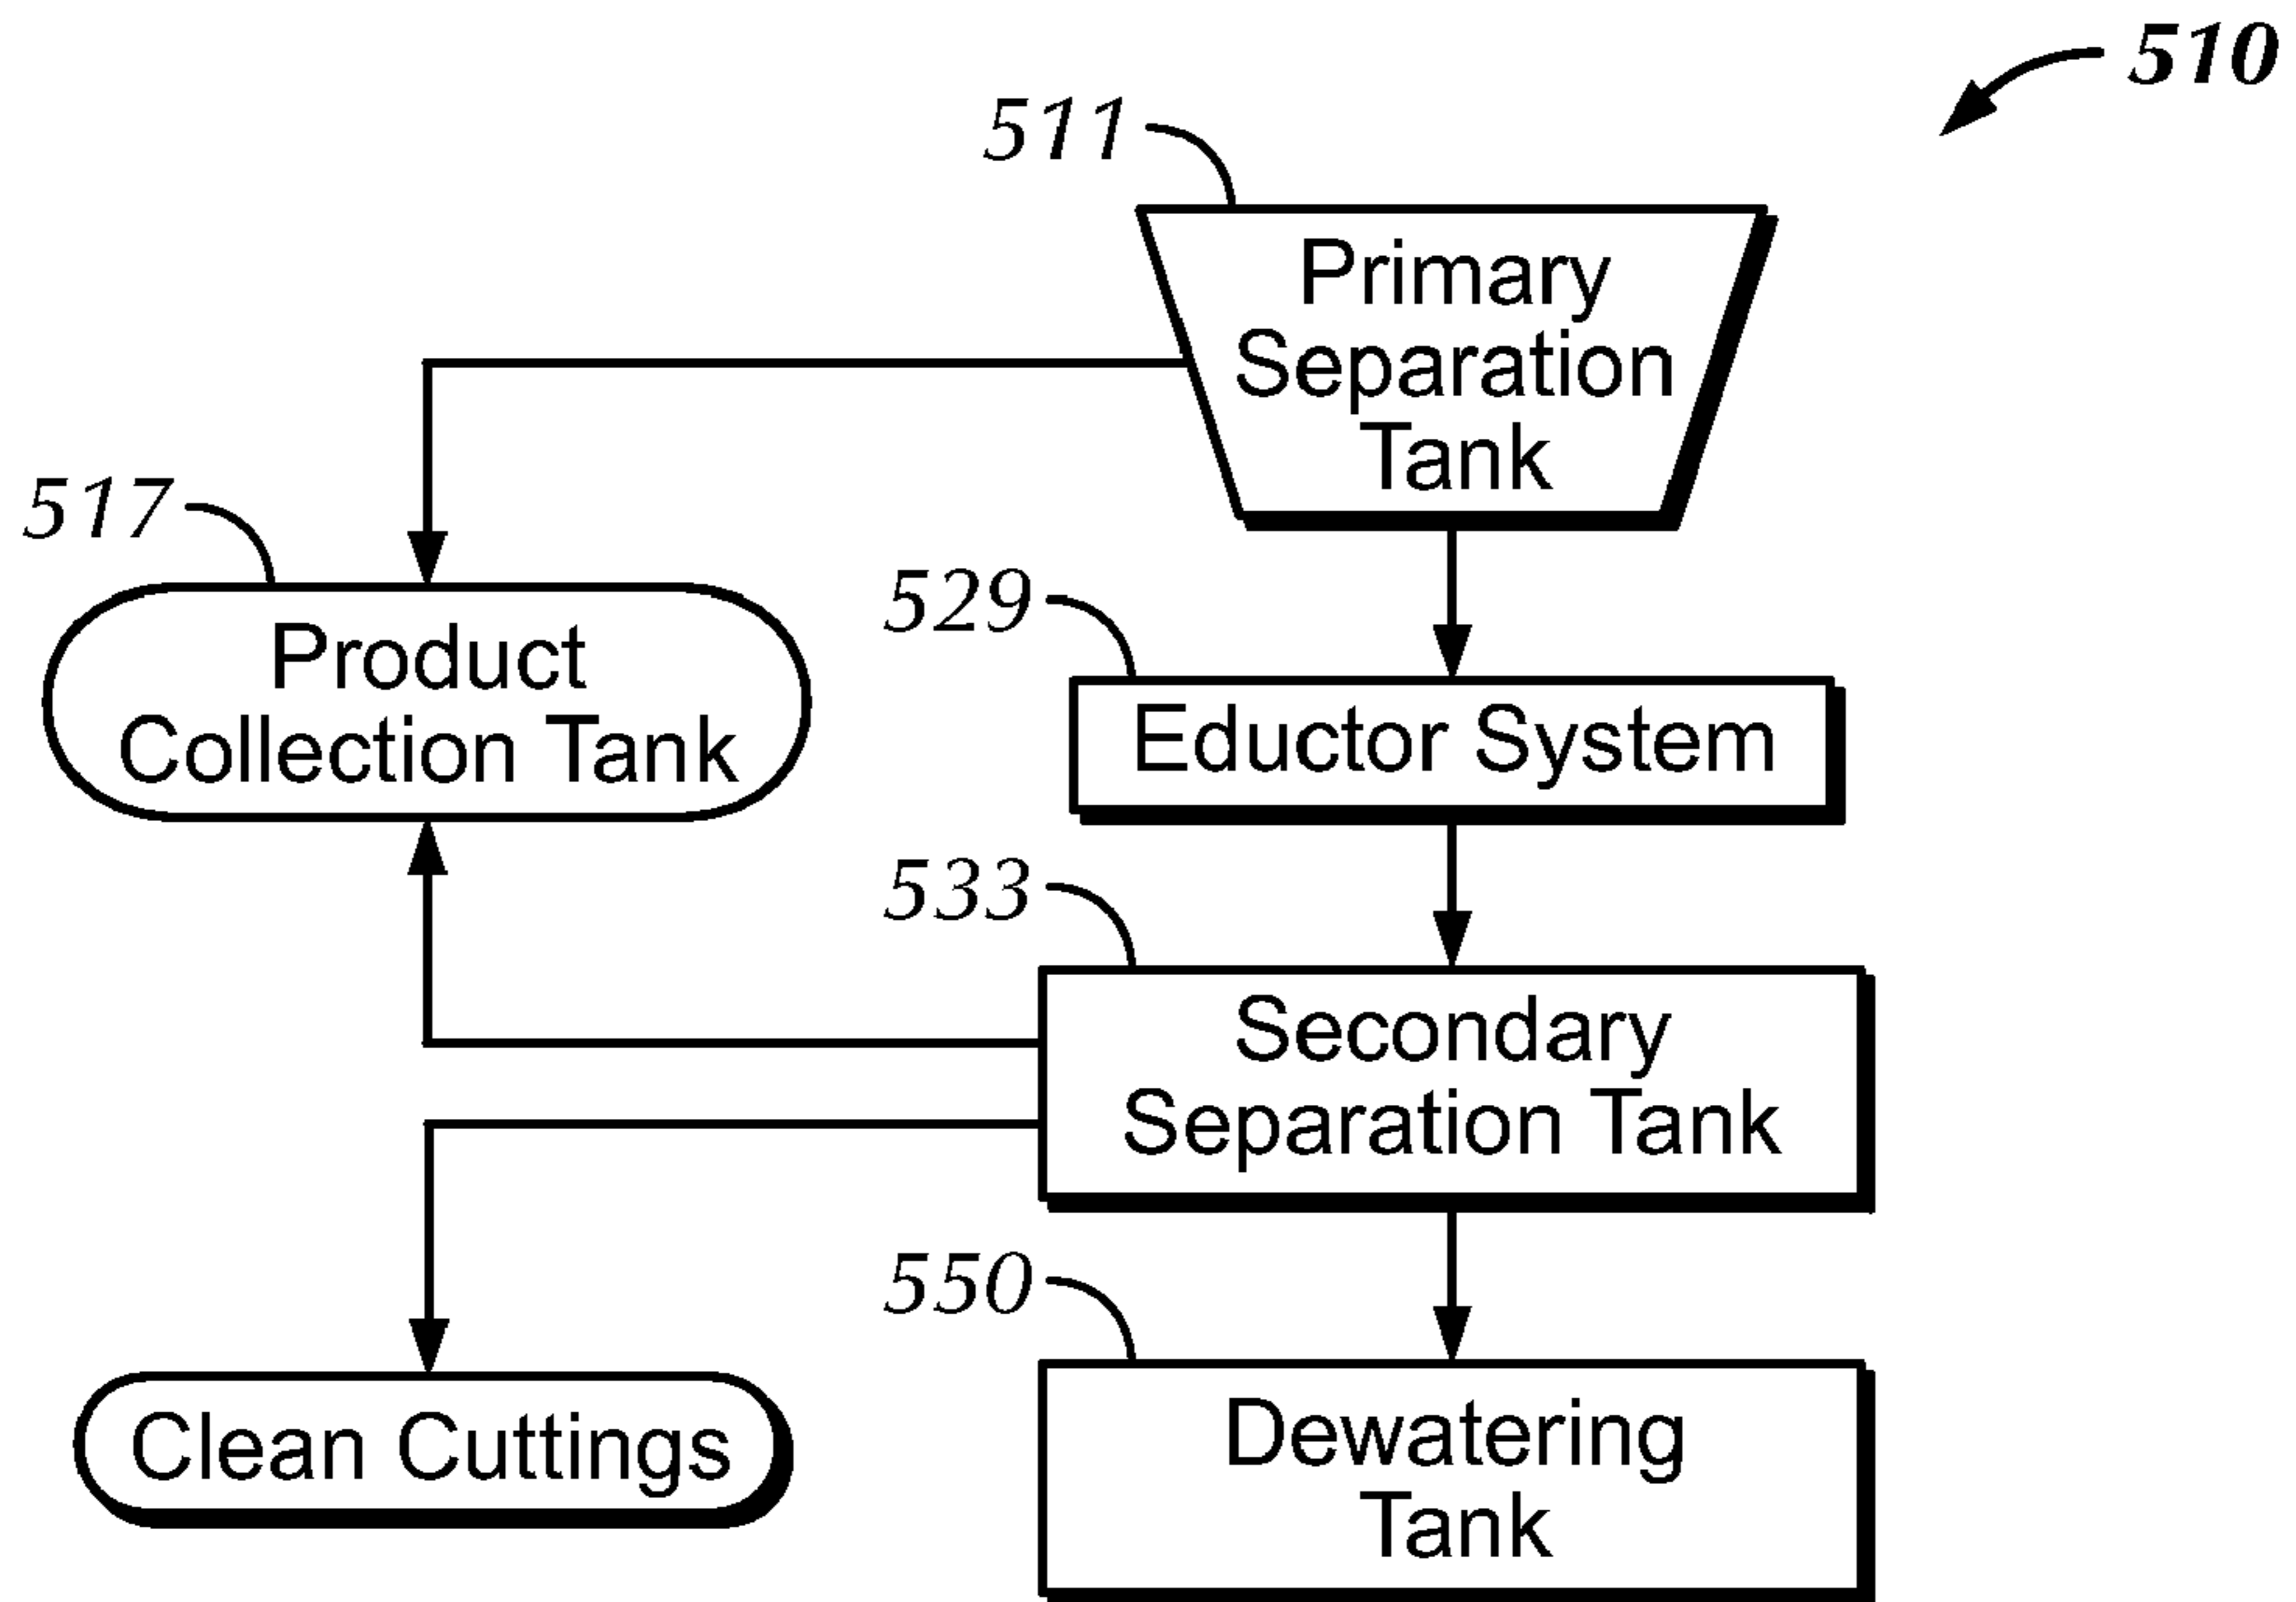 510
511
Primary
Separation
Tank
517
Product
Collection Tank
529
Eductor System
533
Secondary
Separation Tank
550
Clean Cuttings
Dewatering
Tank